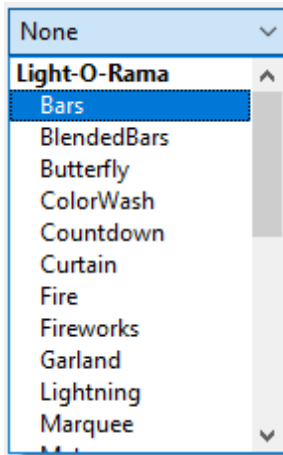 None
Light-O-Rama
Bars
BlendedBars
Butterfly
ColorWash
Countdown
Curtain
Fire
Fireworks
Garland
Lightning
Marquee